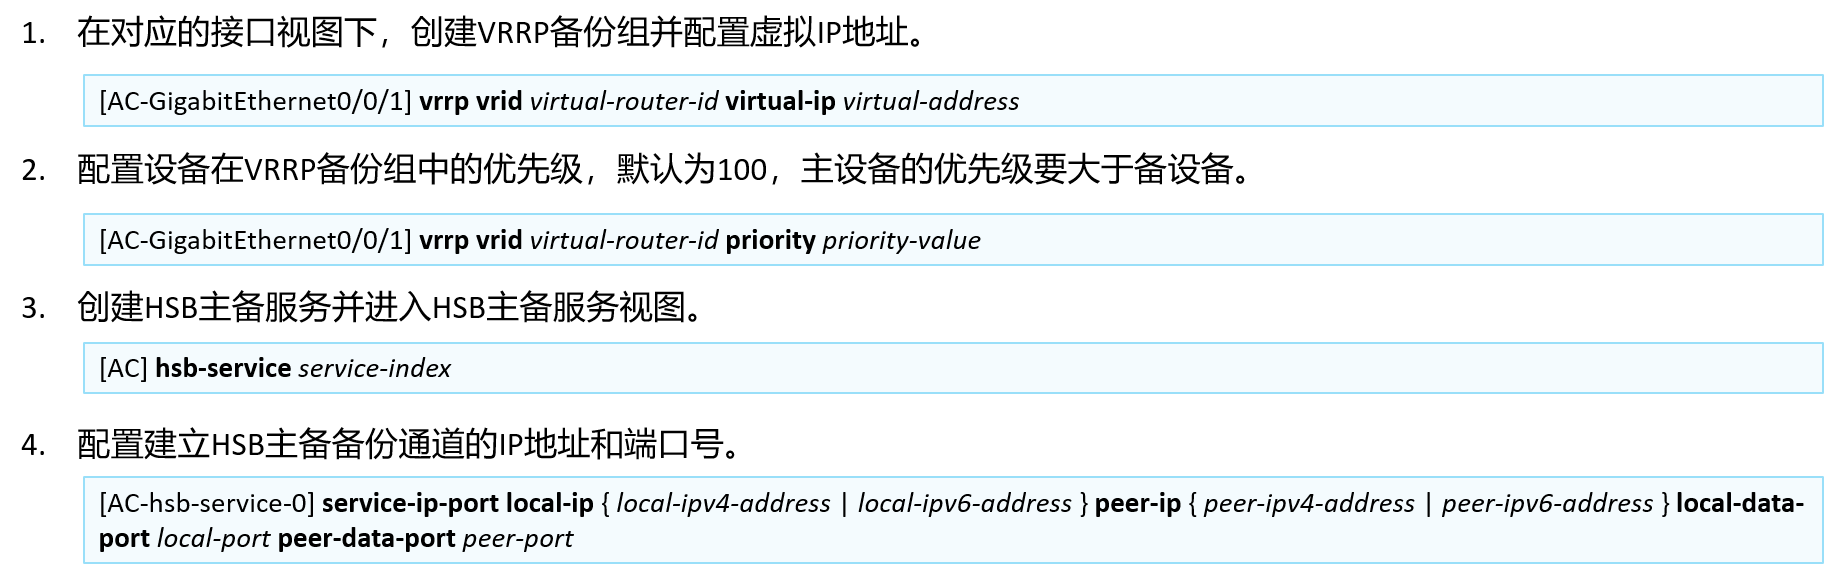 1. 在对应的接口视图下，创建VRRP备份组并配置虚拟IP地址。
[AC-GigabitEthernet0/0/1] vrrp vrid virtual-router-id virtual-ip virtual-address
2. 配置设备在VRRP备份组中的优先级，默认为100，主设备的优先级要大于备设备。
[AC-GigabitEthernet0/0/1] vrrp vrid virtual-router-id priority priority-value
3. 创建HSB主备服务并进入HSB主备服务视图。
[AC] hsb-service service-index
4. 配置建立HSB主备备份通道的IP地址和端口号。
[AC-hsb-service-0] service-ip-port local-ip { local-ipv4-address | local-ipv6-address } peer-ip { peer-ipv4-address | peer-ipv6-address } local-data-
port local-port peer-data-port peer-port